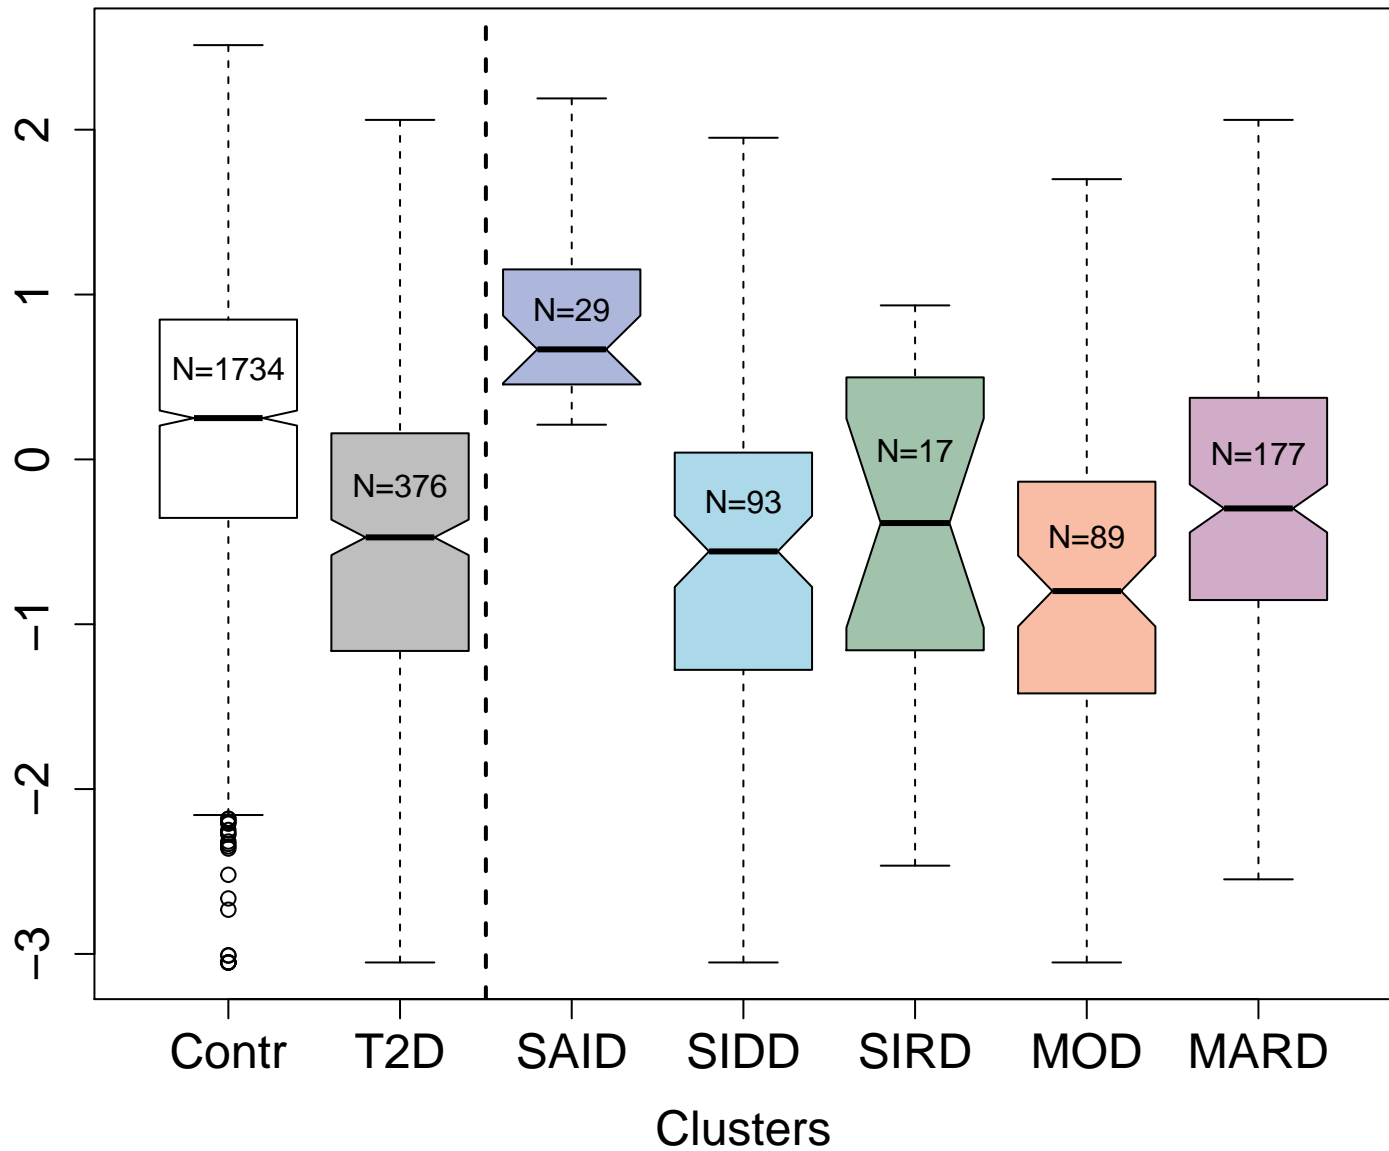 2
1
0
−1
−2
−3
N=1734
N=376
N=29
N=93
N=17
N=89
N=177
Contr T2D SAID SIDD SIRD MOD MARD
Clusters